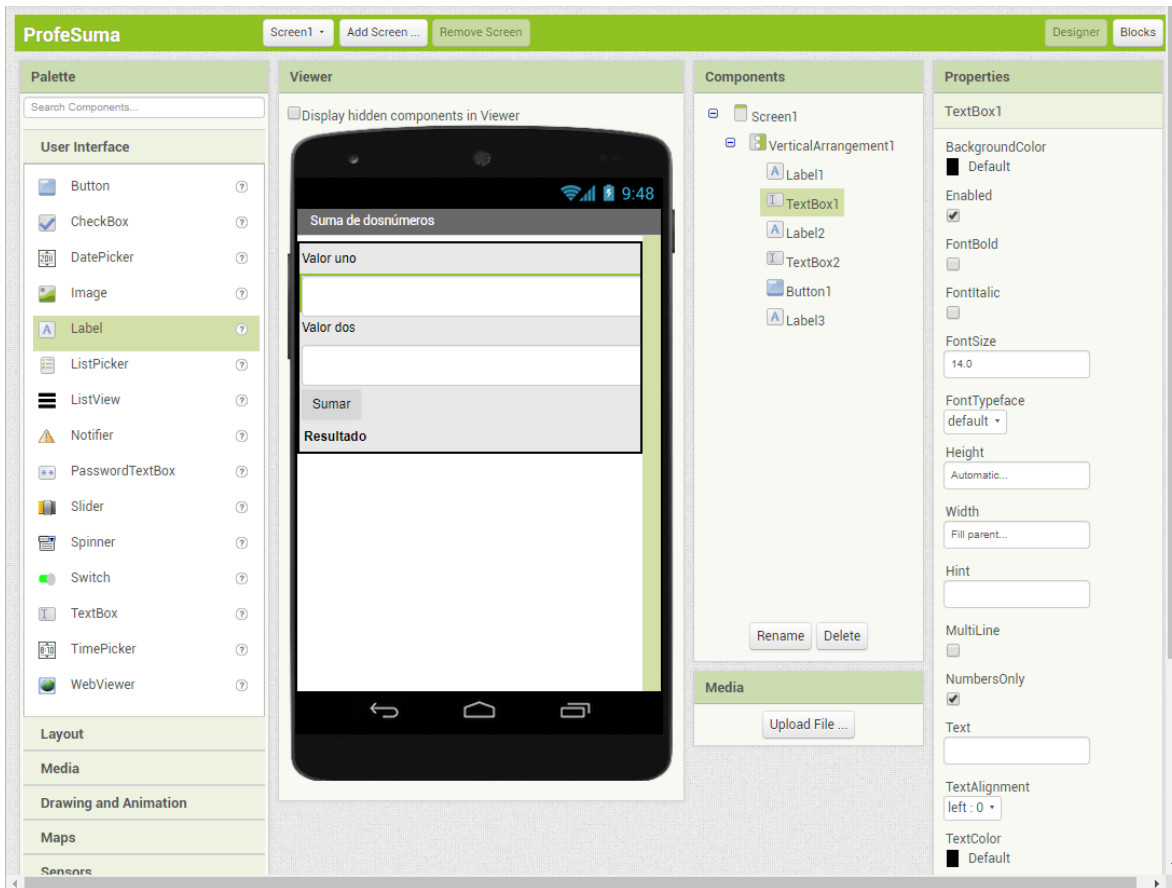 ProfeSuma
Screen1
Add Screen ...
Remove Screen
Designer
Blocks
Palette
Search Components...
User Interface
Button
CheckBox
DatePicker
Image
Label
ListPicker
ListView
Notifier
PasswordTextBox
Slider
Spinner
Switch
TextBox
TimePicker
WebViewer
Layout
Media
Drawing and Animation
Maps
Sensors
Viewer
Display hidden components in Viewer
9:48
Suma de dosnúmeros
Valor uno
Valor dos
Sumar
Resultado
Components
Screen1
VerticalArrangement1
Label1
TextBox1
Label2
TextBox2
Button1
Label3
Rename
Delete
Media
Upload File ...
Properties
TextBox1
BackgroundColor
Default
Enabled
FontBold
FontItalic
FontSize
14.0
FontTypeface
default
Height
Automatic...
Width
Fill parent...
Hint
MultiLine
NumbersOnly
Text
TextAlignment
left : 0
TextColor
Default